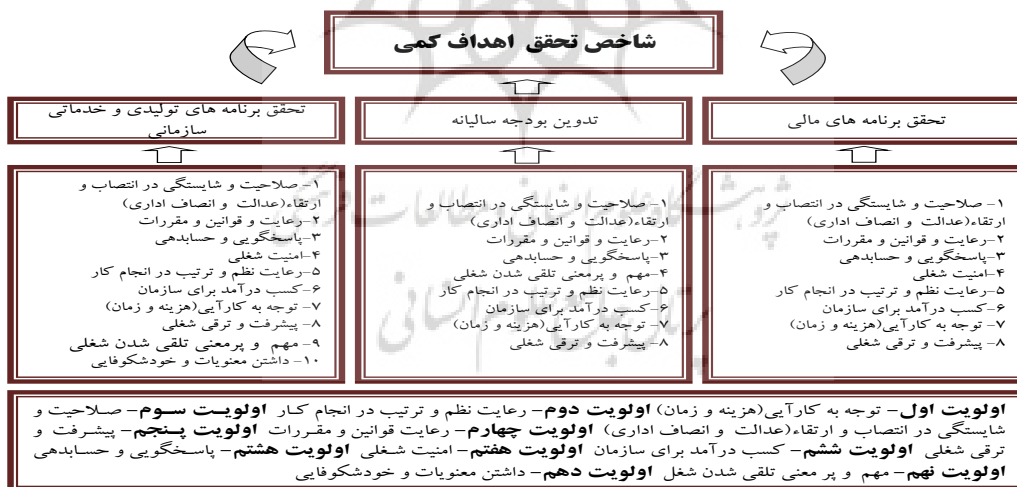 شاخص تحقق اهداف کمی
تحقق برنامه های مالی
تدوین بودجه سالیانه
تحقق برنامه های تولیدی و خدماتی
سازمانی
۱- صلاحیت و شایستگی در انتصاب و
ارتقاء(عدالت و انصاف اداری)
۲-رعایت و قوانین و مقررات
۳-پاسخگویی و حسابدهی
۴-امنیت شغلی
۵-رعایت نظم و ترتیب در انجام کار
۶-کسب درآمد برای سازمان
۷- توجه به کارآیی(هزینه و زمان)
۸- پیشرفت و ترقی شغلی
۱- صلاحیت و شایستگی در انتصاب و
ارتقاء(عدالت و انصاف اداری)
۲-رعایت و قوانین و مقررات
۳-پاسخگویی و حسابدهی
۴-مهم و پرمعنی تلقی شدن شغلی
۵-رعایت نظم و ترتیب در انجام کار
۶-کسب درآمد برای سازمان
۷- توجه به کارآیی(هزینه و زمان)
۸- پیشرفت و ترقی شغلی
۱- صلاحیت و شایستگی در انتصاب و
ارتقاء(عدالت و انصاف اداری)
۲-رعایت و قوانین و مقررات
۳-پاسخگویی و حسابدهی
۴-امنیت شغلی
۵-رعایت نظم و ترتیب در انجام کار
۶-کسب درآمد برای سازمان
۷- توجه به کارآیی(هزینه و زمان)
۸- پیشرفت و ترقی شغلی
۹- مهم و پرمعنی تلقی شدن شغلی
۱۰- داشتن معنویات و خودشکوفایی
اولویت اول- توجه به کارآیی(هزینه و زمان) اولویت دوم- رعایت نظم و ترتیب در انجام کار اولویت سوم- صلاحیت و
شایستگی در انتصاب و ارتقاء(عدالت و انصاف اداری) اولویت چهارم- رعایت قوانین و مقررات اولویت پنجم- پیشرفت و
ترقی شغلی اولویت ششم- کسب درآمد برای سازمان اولویت هفتم- امنیت شغلی اولویت هشتم- پاسخگویی و حسابدهی
اولویت نهم- مهم و پر معنی تلقی شدن شغل اولویت دهم- داشتن معنویات و خودشکوفایی
پژوهشگاه علوم انسانی و مطالعات فرهنگی
پرتال جامع علوم انسانی